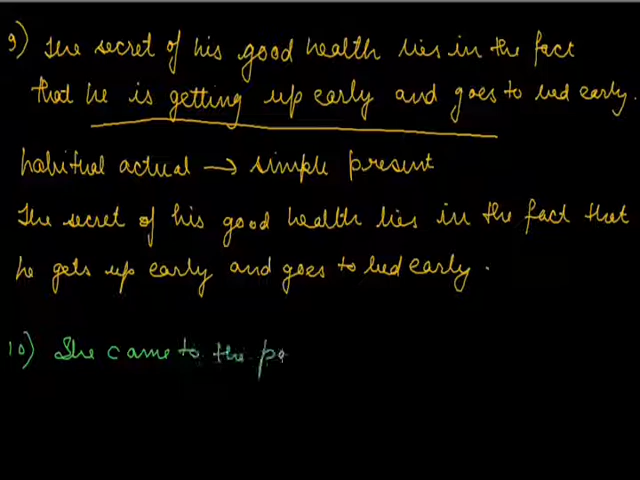 9) The secret of his good health lies in the fact
that he is getting up early and goes to bed early.
habitual actual → simple present
The secret of his good health lies in the fact that
he gets up early and goes to bed early.
10) She came to the pa